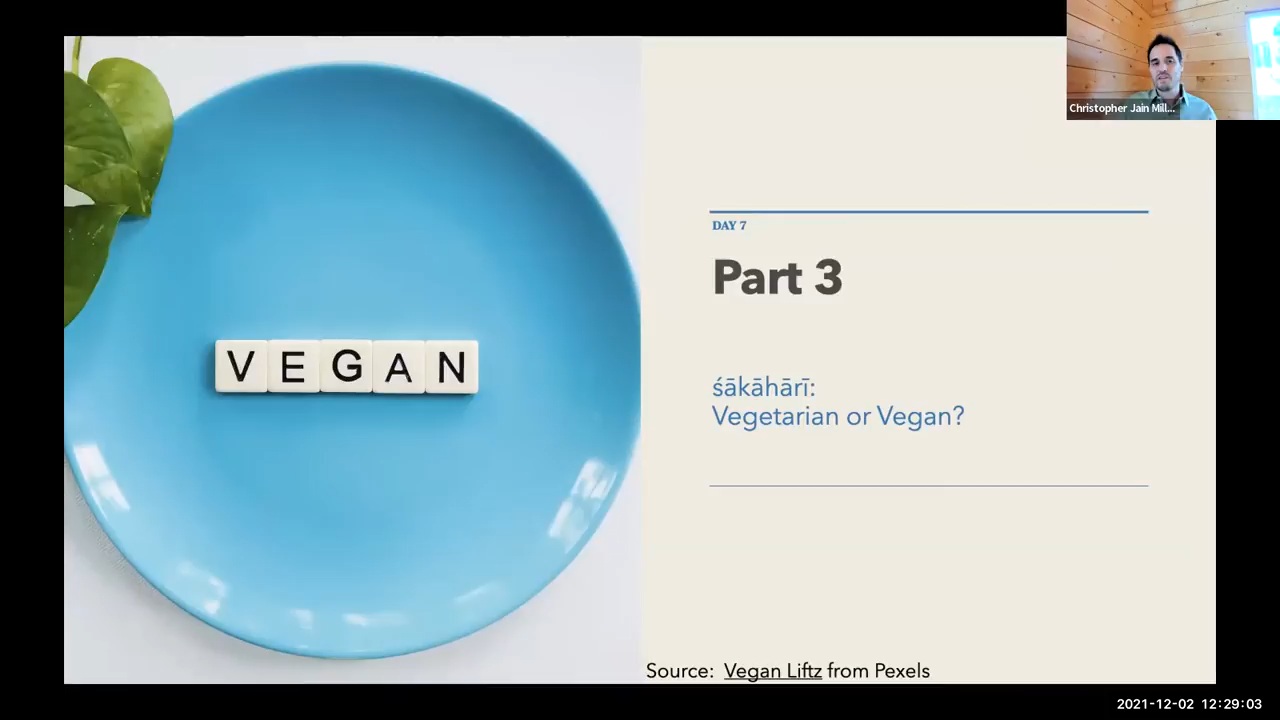 Christopher Jain Mill...
VEGAN
DAY 7
Part 3
śākāhārī:
Vegetarian or Vegan?
Source: Vegan Liftz from Pexels
2021-12-02 12:29:03